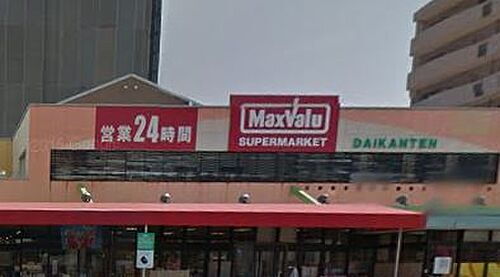 営業24時間
MaxValu
SUPERMARKET
DAIKANTEN